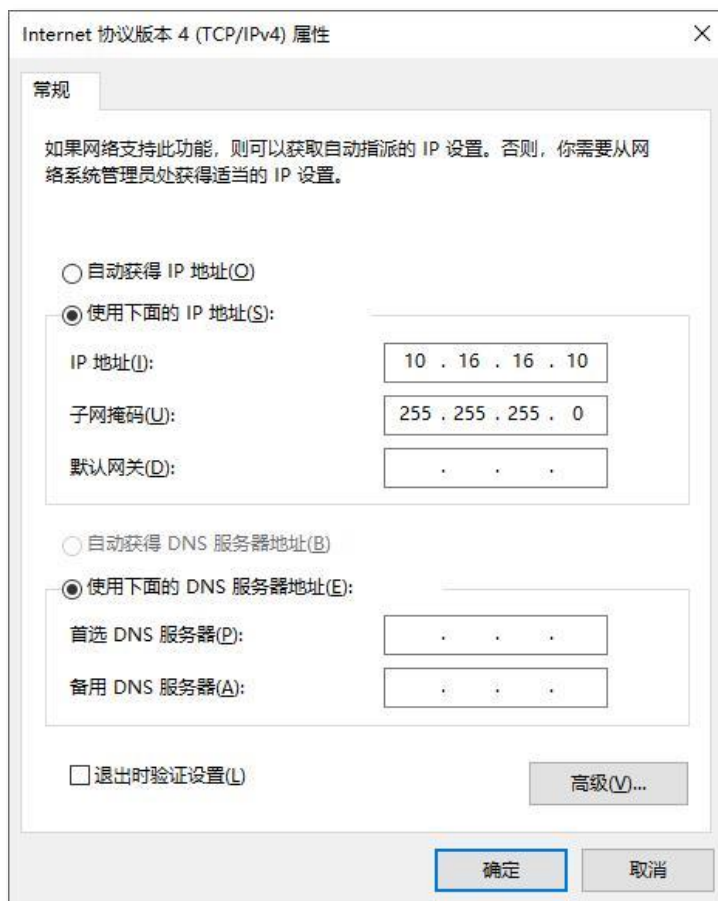 Internet 协议版本 4 (TCP/IPv4) 属性
常规
如果网络支持此功能，则可以获取自动指派的 IP 设置。否则，你需要从网
络系统管理员处获得适当的 IP 设置。
自动获得 IP 地址(O)
使用下面的 IP 地址(S):
IP 地址(I): 10 . 16 . 16 . 10
子网掩码(U): 255 . 255 . 255 . 0
默认网关(D): . . .
自动获得 DNS 服务器地址(B)
使用下面的 DNS 服务器地址(E):
首选 DNS 服务器(P): . . .
备用 DNS 服务器(A): . . .
退出时验证设置(L)
高级(V)...
确定 取消